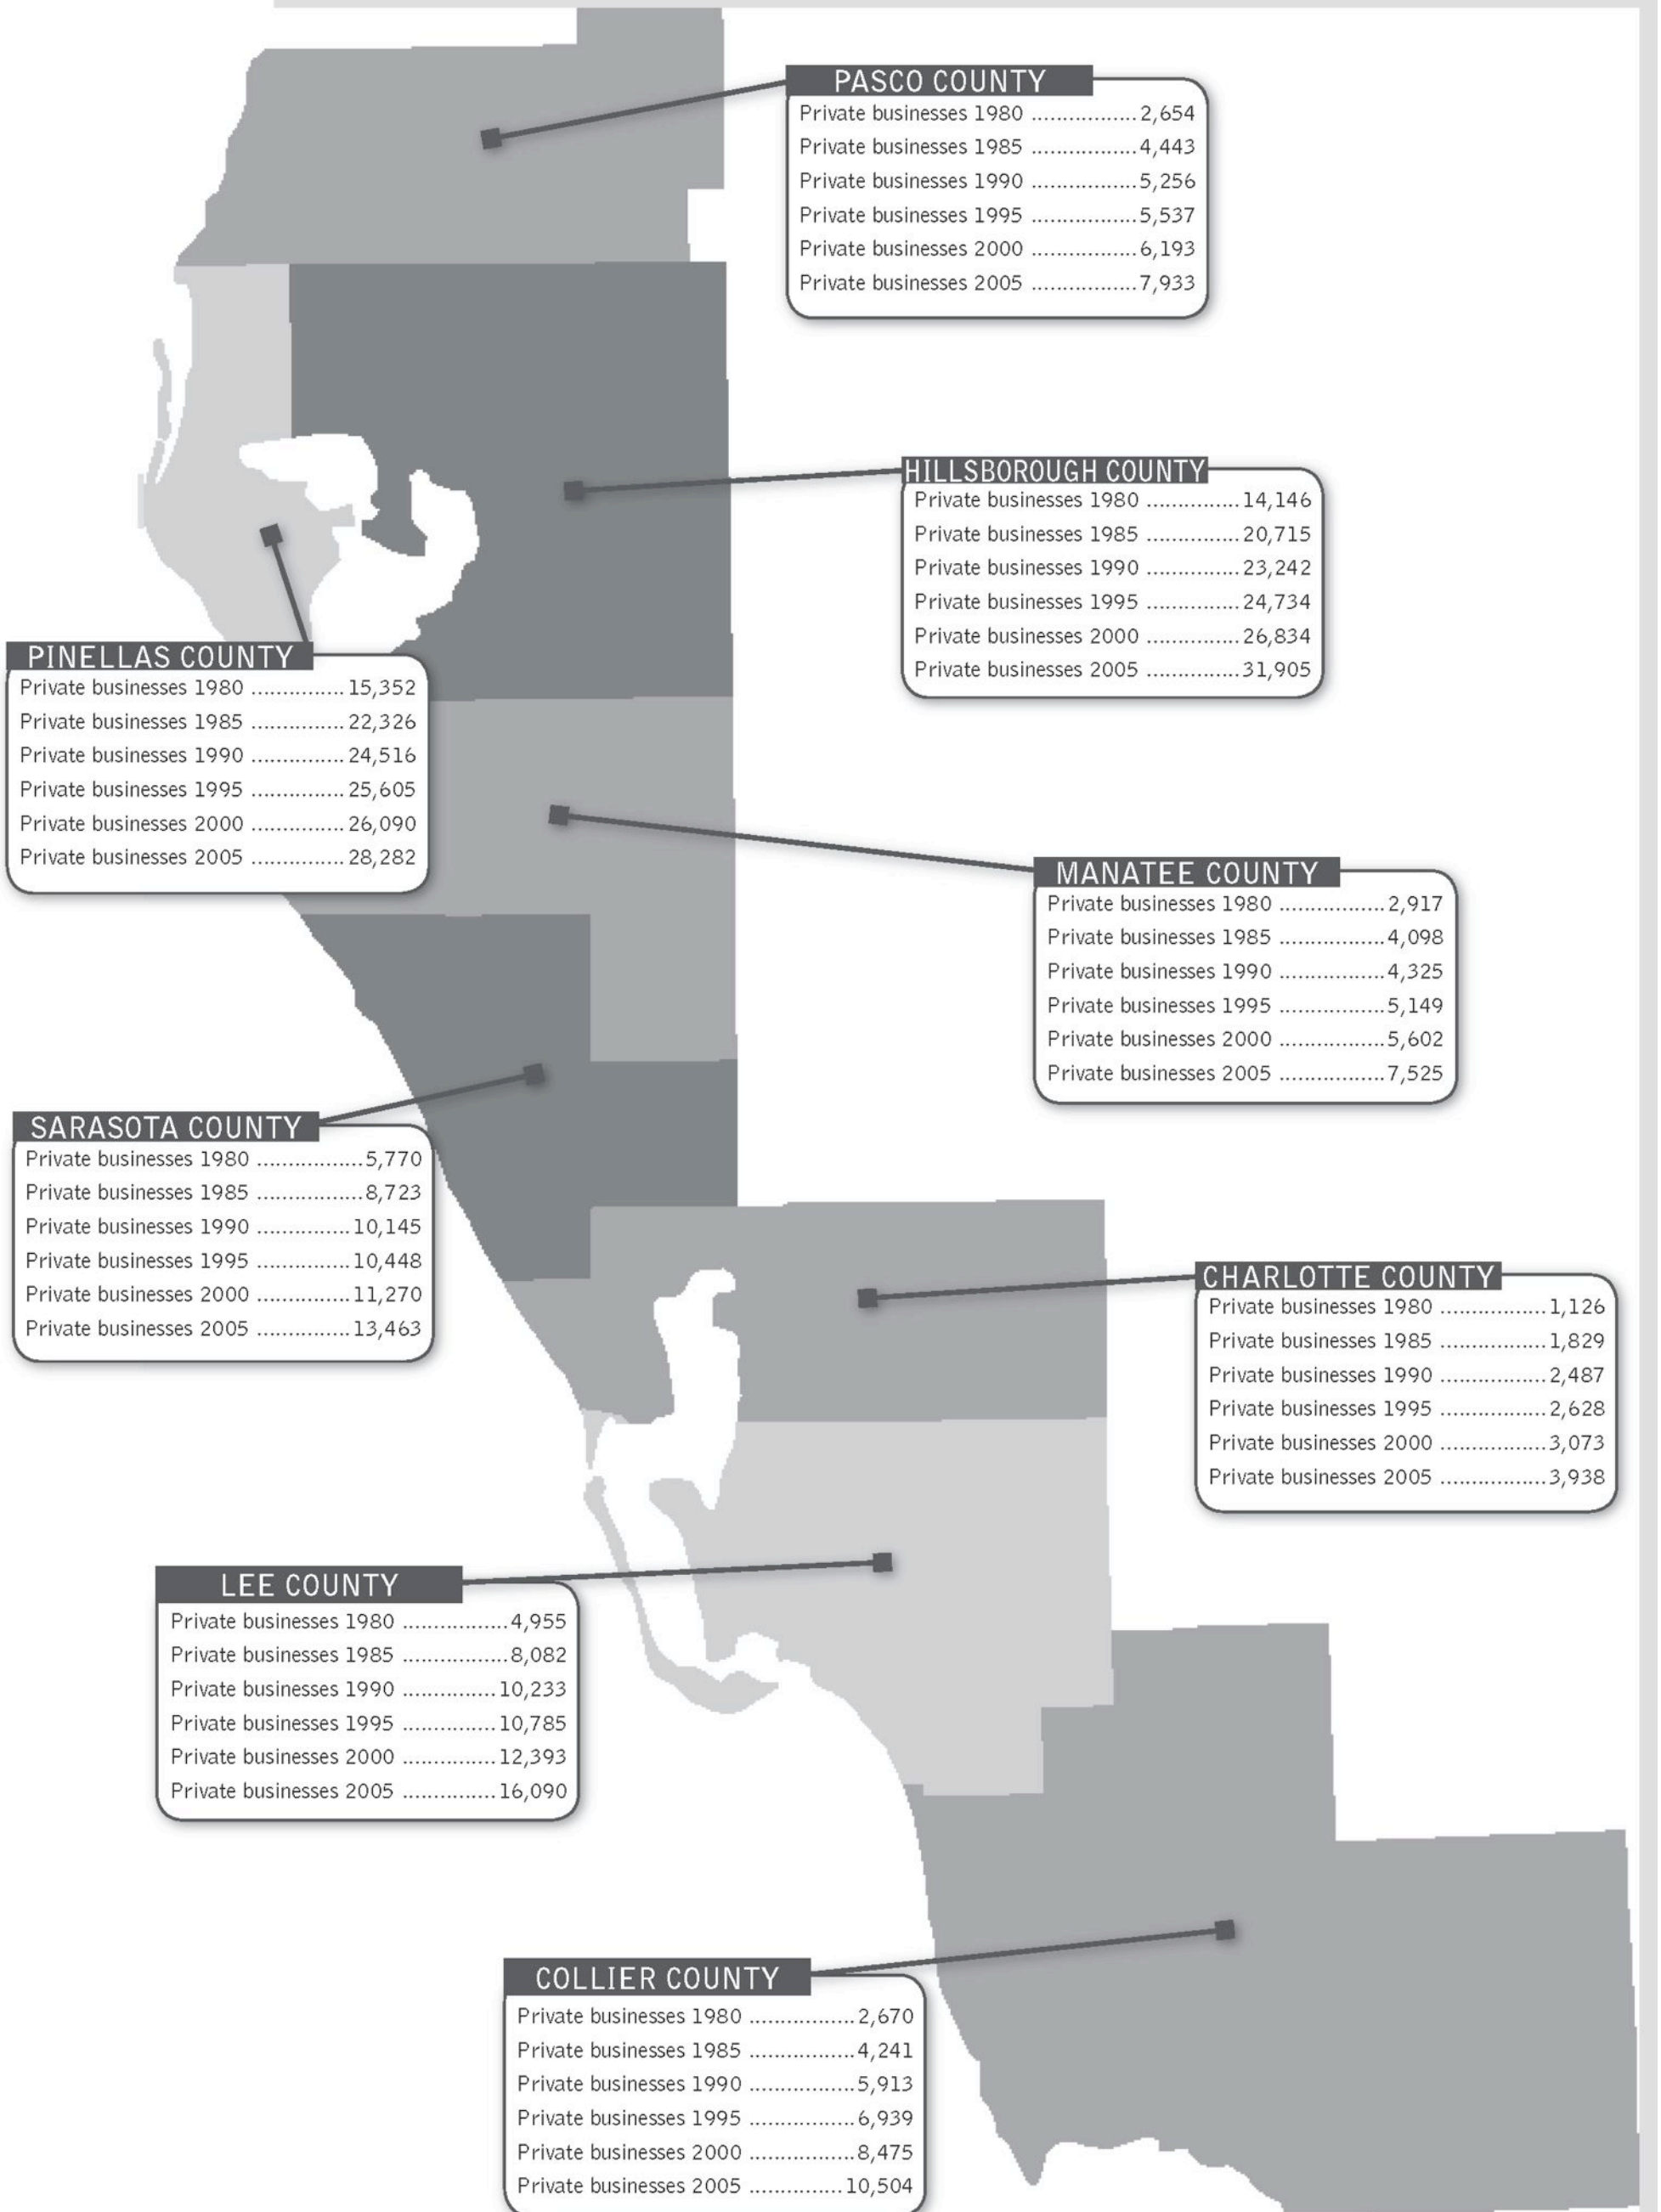 PASCO COUNTY
Private businesses 1980 ................. 2,654
Private businesses 1985 ................. 4,443
Private businesses 1990 ................. 5,256
Private businesses 1995 ................. 5,537
Private businesses 2000 ................. 6,193
Private businesses 2005 ................. 7,933
HILLSBOROUGH COUNTY
Private businesses 1980 ............... 14,146
Private businesses 1985 ............... 20,715
Private businesses 1990 ............... 23,242
Private businesses 1995 ............... 24,734
Private businesses 2000 ............... 26,834
Private businesses 2005 ............... 31,905
PINELLAS COUNTY
Private businesses 1980 ............... 15,352
Private businesses 1985 ............... 22,326
Private businesses 1990 ............... 24,516
Private businesses 1995 ............... 25,605
Private businesses 2000 ............... 26,090
Private businesses 2005 ............... 28,282
MANATEE COUNTY
Private businesses 1980 ................. 2,917
Private businesses 1985 ................. 4,098
Private businesses 1990 ................. 4,325
Private businesses 1995 ................. 5,149
Private businesses 2000 ................. 5,602
Private businesses 2005 ................. 7,525
SARASOTA COUNTY
Private businesses 1980 ................. 5,770
Private businesses 1985 ................. 8,723
Private businesses 1990 ............... 10,145
Private businesses 1995 ............... 10,448
Private businesses 2000 ............... 11,270
Private businesses 2005 ............... 13,463
CHARLOTTE COUNTY
Private businesses 1980 ................. 1,126
Private businesses 1985 ................. 1,829
Private businesses 1990 ................. 2,487
Private businesses 1995 ................. 2,628
Private businesses 2000 ................. 3,073
Private businesses 2005 ................. 3,938
LEE COUNTY
Private businesses 1980 ................. 4,955
Private businesses 1985 ................. 8,082
Private businesses 1990 ............... 10,233
Private businesses 1995 ............... 10,785
Private businesses 2000 ............... 12,393
Private businesses 2005 ............... 16,090
COLLIER COUNTY
Private businesses 1980 ................. 2,670
Private businesses 1985 ................. 4,241
Private businesses 1990 ................. 5,913
Private businesses 1995 ................. 6,939
Private businesses 2000 ................. 8,475
Private businesses 2005 ............... 10,504